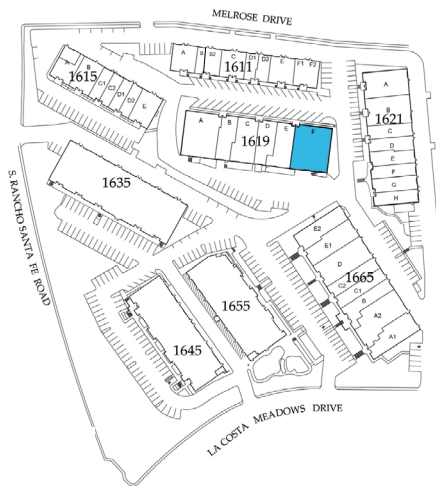 MELROSE DRIVE
A B C1 C2 D1 D2 E
1615
A B B2 C D1 D2 E F1 F2
1611
A B C D E F
1619
A
B
C
1621
D
E
F
G
H
1635
S. RANCHO SANTA FE ROAD
E2
E1
D
1665
C2
C1
B
A2
A1
1655
1645
LA COSTA MEADOWS DRIVE